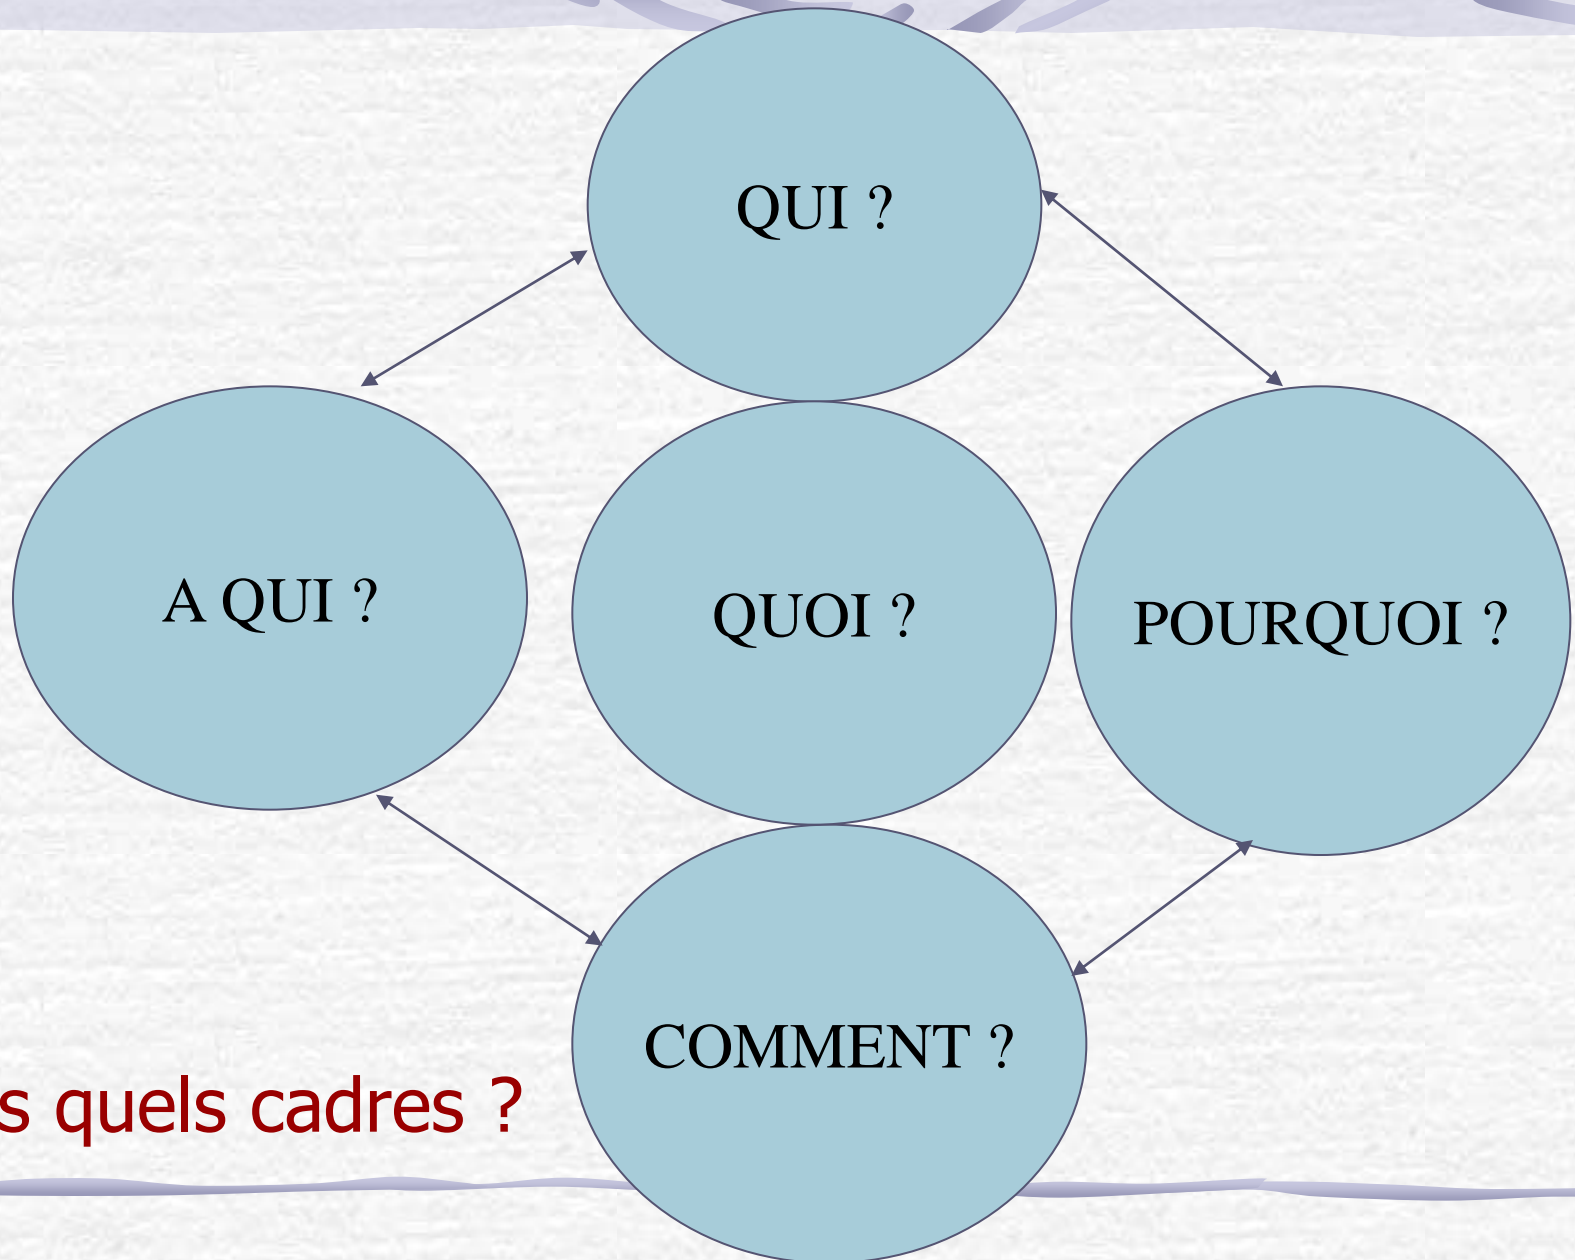 QUI ?
A QUI ?
QUOI ?
POURQUOI ?
COMMENT ?
quels cadres ?